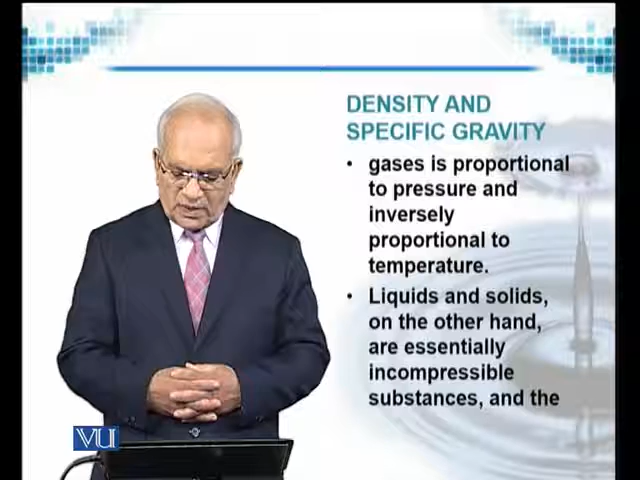 DENSITY AND
SPECIFIC GRAVITY
• gases is proportional
to pressure and
inversely
proportional to
temperature.
• Liquids and solids,
on the other hand,
are essentially
incompressible
substances, and the
VU